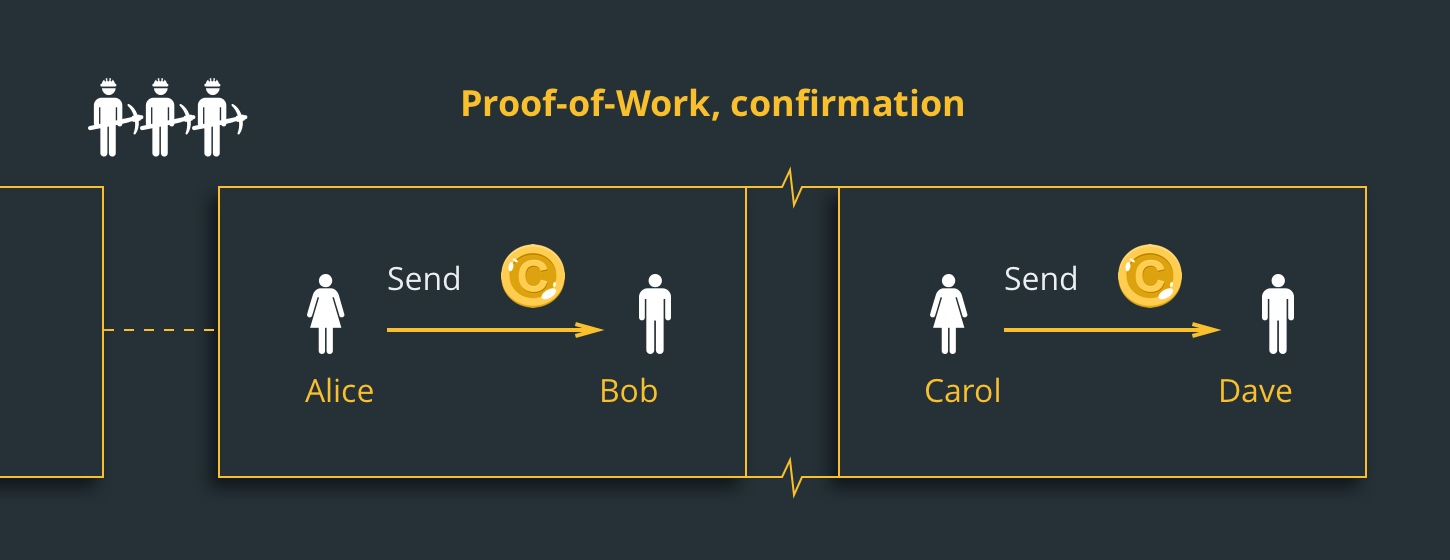 Proof-of-Work, confirmation
Send C
Send C
Alice Bob
Carol Dave